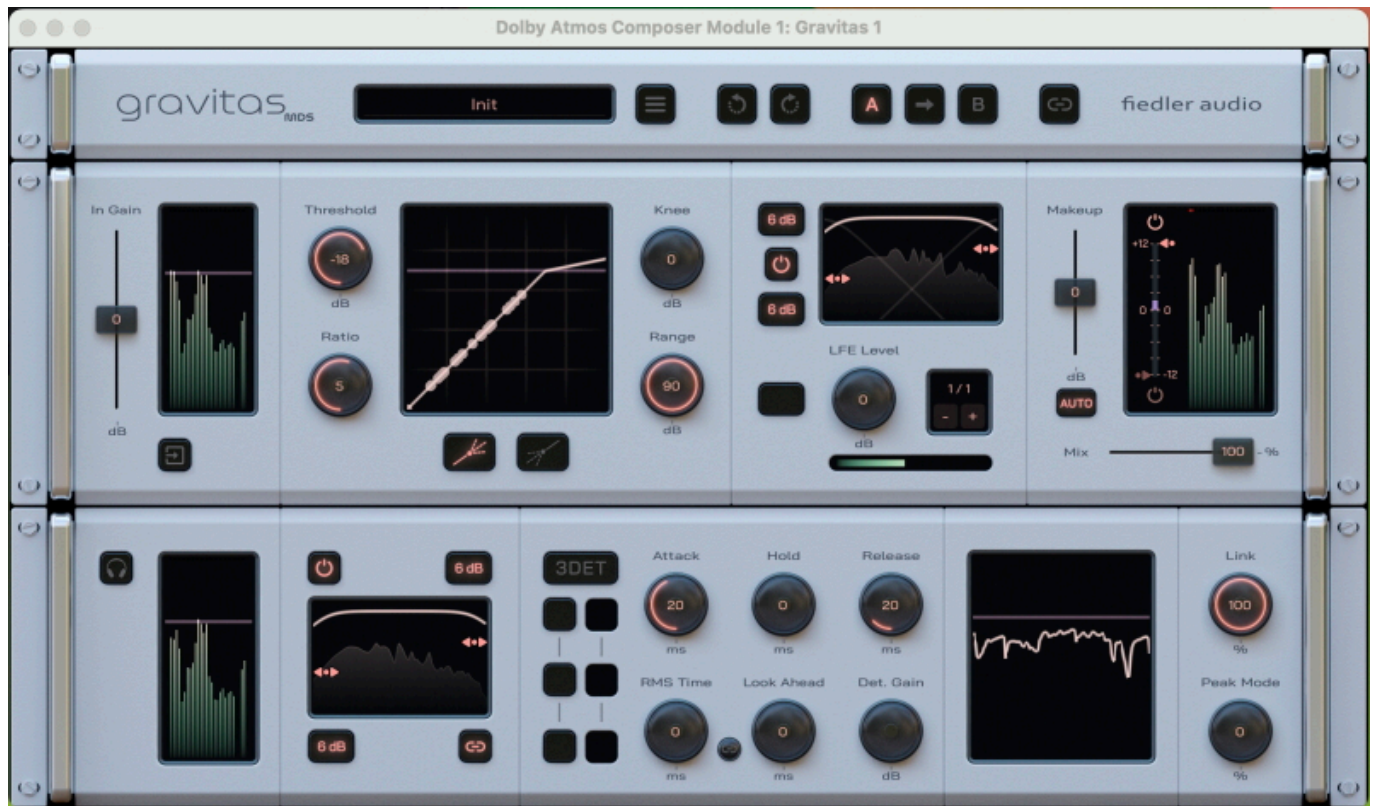 Dolby Atmos Composer Module 1: Gravitas 1
gravitas MDS
Init
A
B
fiedler audio
In Gain
0
dB
Threshold
-18
dB
Ratio
5
Knee
0
dB
Range
90
dB
6 dB
6 dB
LFE Level
0
dB
1/1
- +
Makeup
0
dB
AUTO
+12
0 0
-12
Mix
100 - %
6 dB
6 dB
3DET
Attack
20
ms
Hold
0
ms
Release
20
ms
RMS Time
0
ms
Look Ahead
0
ms
Det. Gain
dB
Link
100
%
Peak Mode
0
%